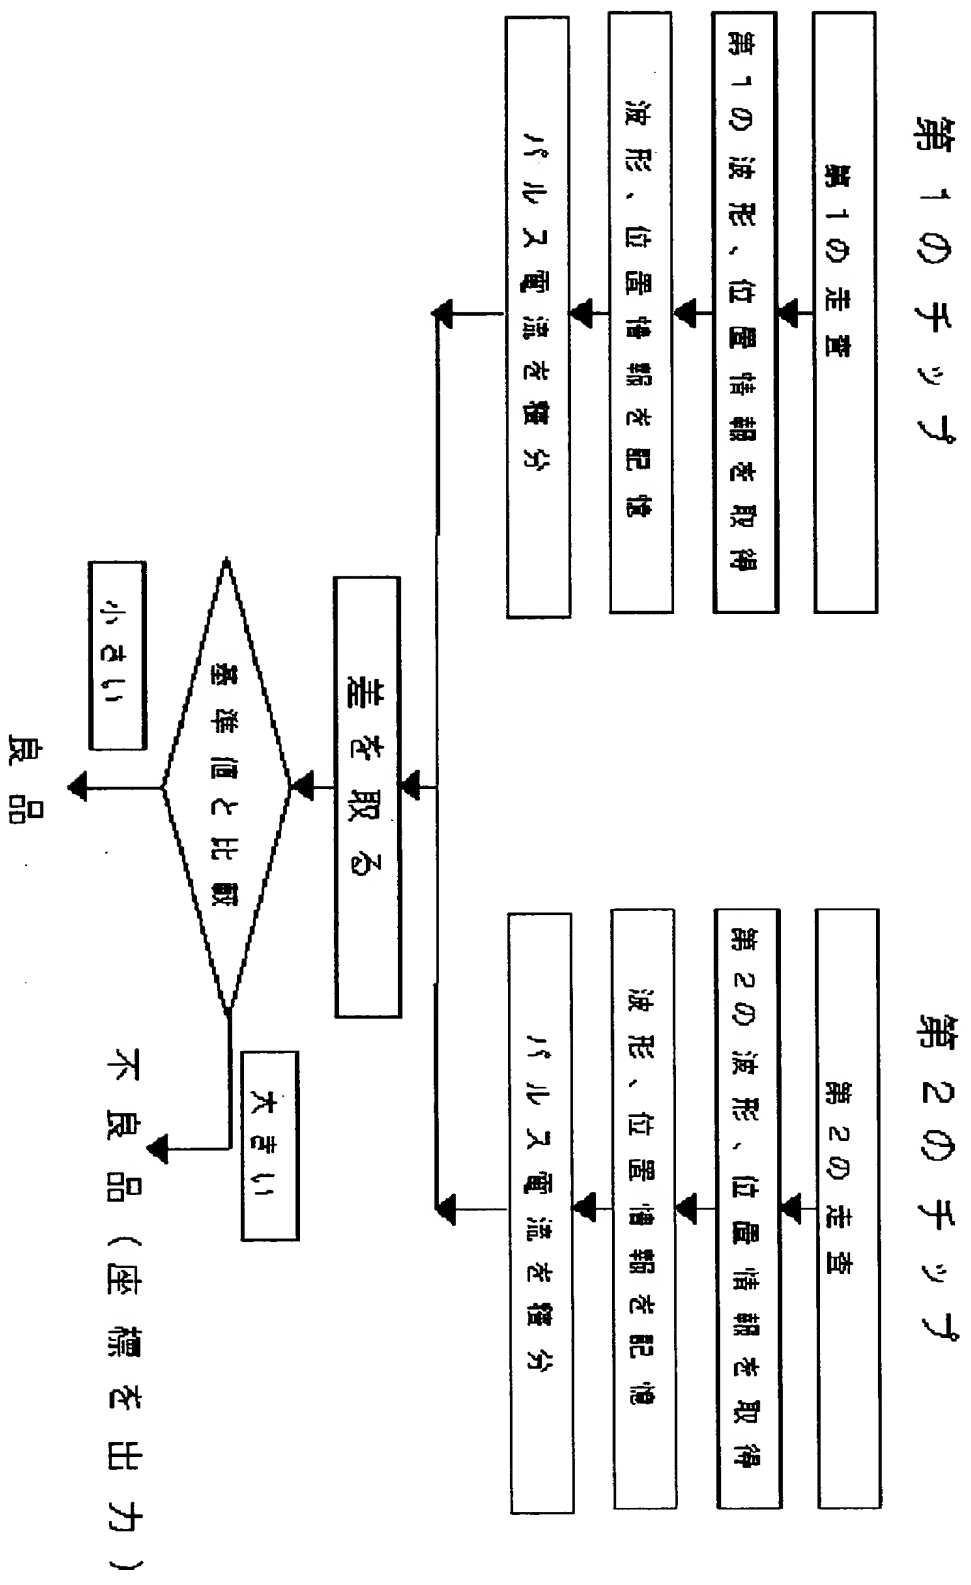 第1のチップ
第1の走査
第1の波形、位置情報を取得
波形、位置情報を記憶
パルス電流を積分
第2のチップ
第2の走査
第2の波形、位置情報を取得
波形、位置情報を記憶
パルス電流を積分
差を取る
基準値と比較
小さい
良品
大きい
不良品(座標を出力)